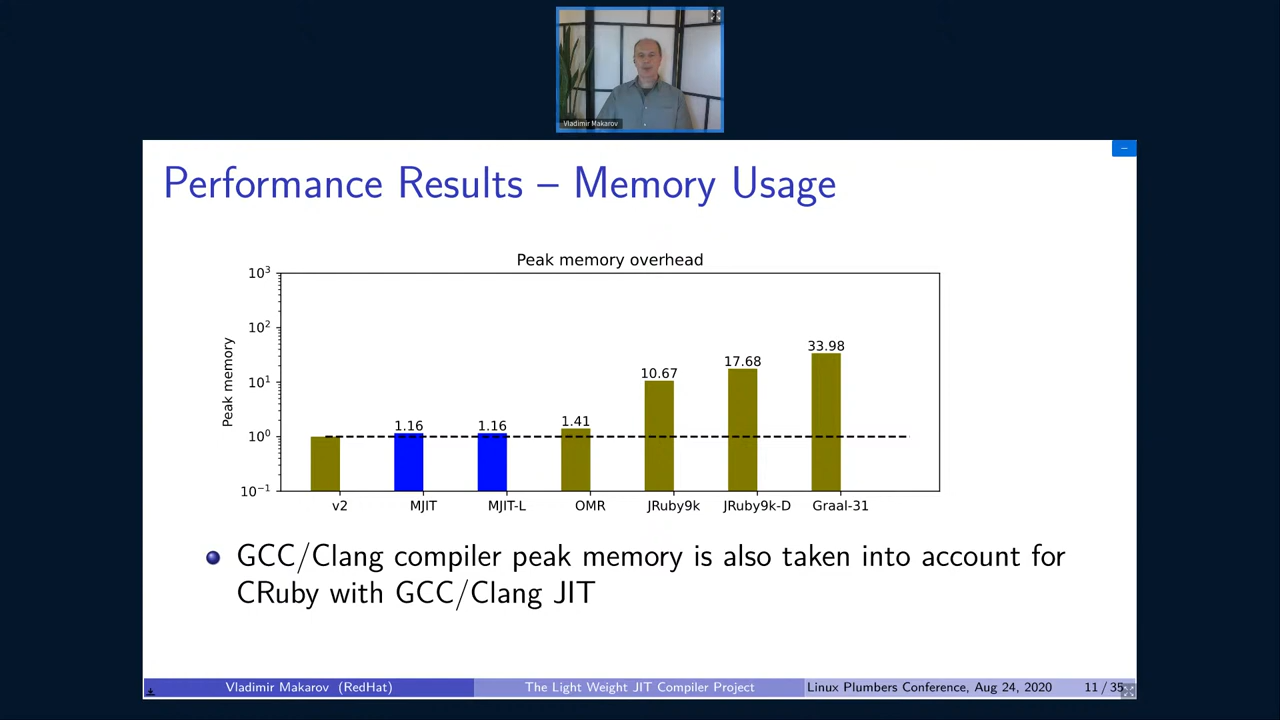 Vladimir Makarov
Performance Results – Memory Usage
Peak memory overhead
Peak memory
10³
10²
10¹
10⁰
10⁻¹
1.16
1.16
1.41
10.67
17.68
33.98
v2
MJIT
MJIT-L
OMR
JRuby9k
JRuby9k-D
Graal-31
GCC/Clang compiler peak memory is also taken into account for
CRuby with GCC/Clang JIT
Vladimir Makarov (RedHat)
The Light Weight JIT Compiler Project
Linux Plumbers Conference, Aug 24, 2020
11 / 35